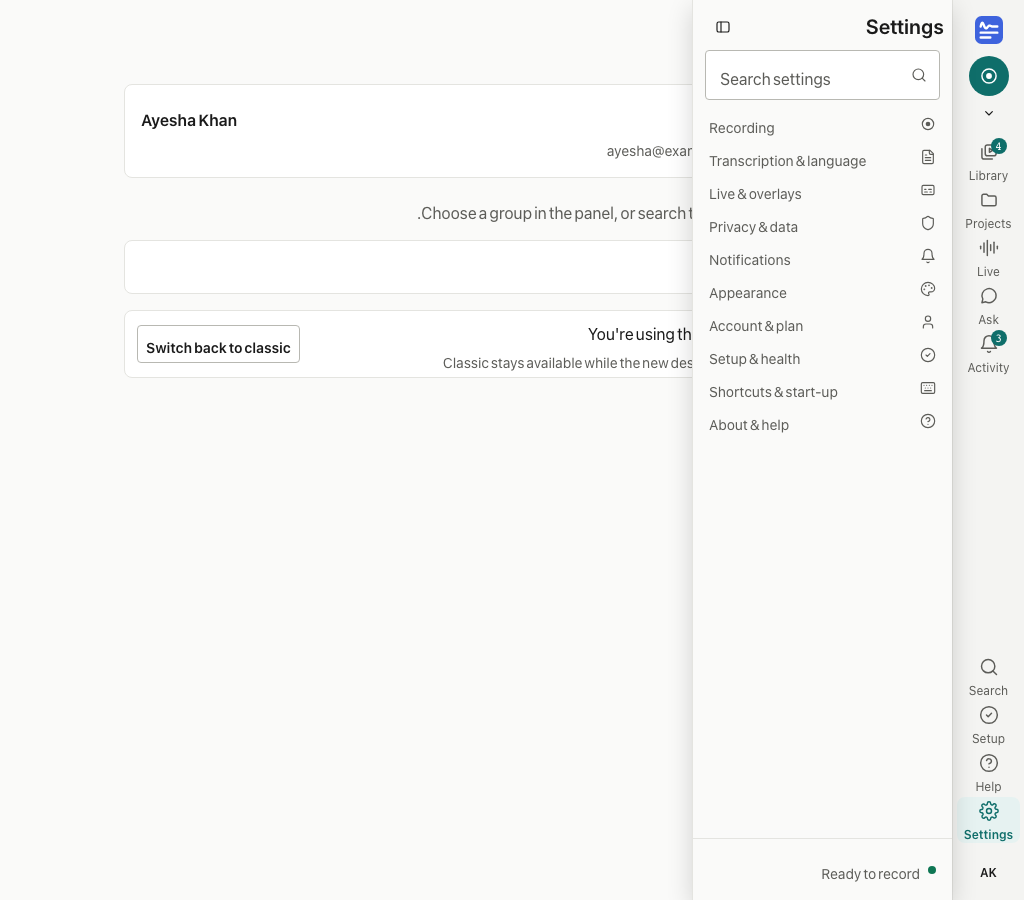 Settings
Search settings
Recording
Transcription & language
Live & overlays
Privacy & data
Notifications
Appearance
Account & plan
Setup & health
Shortcuts & start-up
About & help
Ready to record
4
Library
Projects
Live
Ask
3
Activity
Search
Setup
Help
Settings
AK
Ayesha Khan
.Choose a group in the panel, or search
You're using
Switch back to classic
Classic stays available while the new